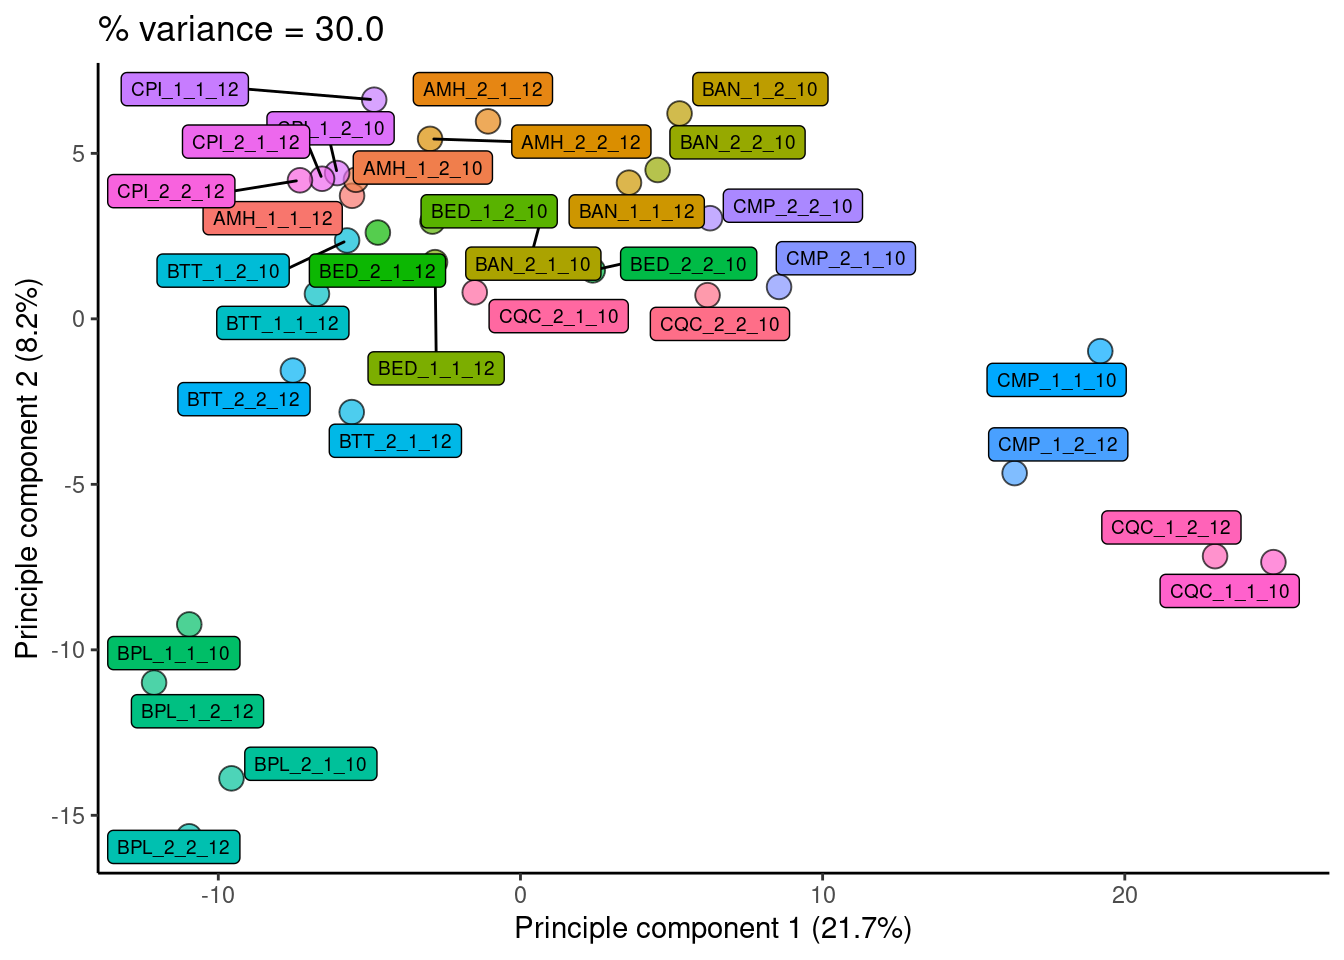 % variance = 30.0
CPI_1_1_12
AMH_2_1_12
BAN_1_2_10
CPI_1_2_10
CPI_2_1_12
AMH_2_2_12
BAN_2_2_10
AMH_1_2_10
CPI_2_2_12
AMH_1_1_12
BED_1_2_10
BAN_1_1_12
CMP_2_2_10
BTT_1_2_10
BED_2_1_12
BAN_2_1_10
BED_2_2_10
CMP_2_1_10
BTT_1_1_12
CQC_2_1_10
CQC_2_2_10
BED_1_1_12
CMP_1_1_10
BTT_2_2_12
BTT_2_1_12
CMP_1_2_12
CQC_1_2_12
CQC_1_1_10
BPL_1_1_10
BPL_1_2_12
BPL_2_1_10
BPL_2_2_12
5
0
-5
-10
-15
-10
0
10
20
Principle component 1 (21.7%)
Principle component 2 (8.2%)